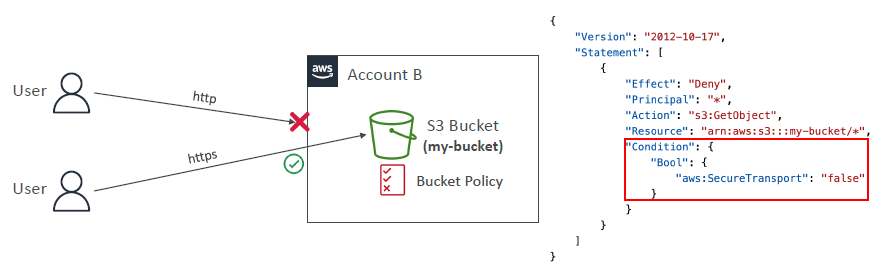 User
http
User
https
aws
Account B
S3 Bucket
(my-bucket)
Bucket Policy
{
"Version": "2012-10-17",
"Statement": [
{
"Effect": "Deny",
"Principal": "*",
"Action": "s3:GetObject",
"Resource": "arn:aws:s3:::my-bucket/*",
"Condition": {
"Bool": {
"aws:SecureTransport": "false"
}
}
}
]
}